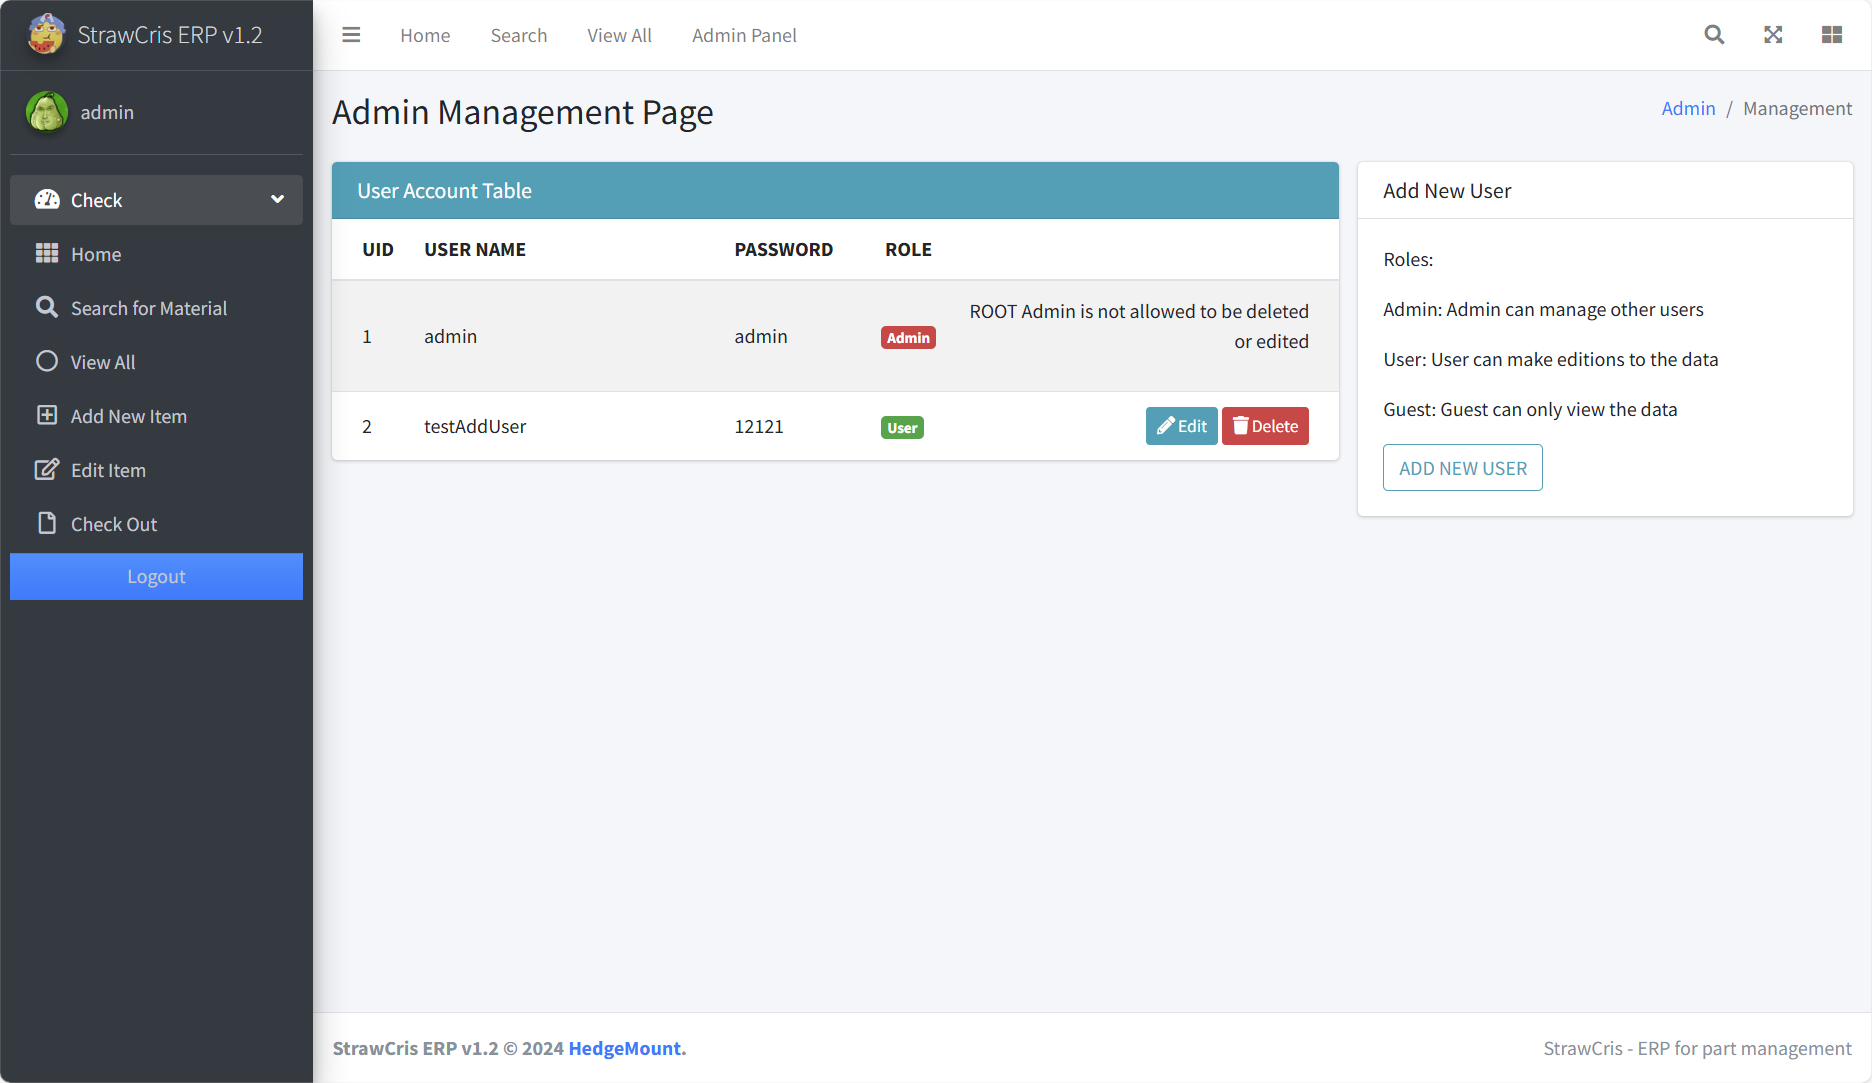 StrawCris ERP v1.2
Home
Search
View All
Admin Panel
admin
Check
Home
Search for Material
View All
Add New Item
Edit Item
Check Out
Logout
Admin Management Page
Admin / Management
User Account Table
UID USER NAME PASSWORD ROLE
1 admin admin Admin ROOT Admin is not allowed to be deleted
or edited
2 testAddUser 12121 User Edit Delete
Add New User
Roles:
Admin: Admin can manage other users
User: User can make editions to the data
Guest: Guest can only view the data
ADD NEW USER
StrawCris ERP v1.2 © 2024 HedgeMount.
StrawCris - ERP for part management